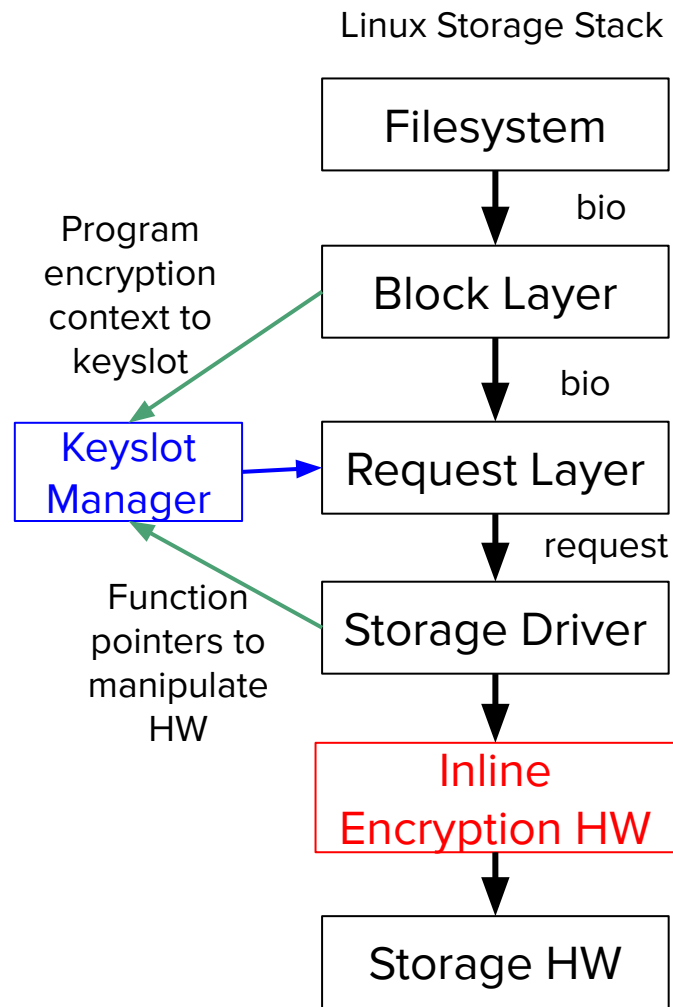 Linux Storage Stack
Filesystem
bio
Program
encryption
context to
keyslot
Block Layer
bio
Keyslot
Manager
Request Layer
request
Function
pointers to
manipulate
HW
Storage Driver
Inline
Encryption HW
Storage HW